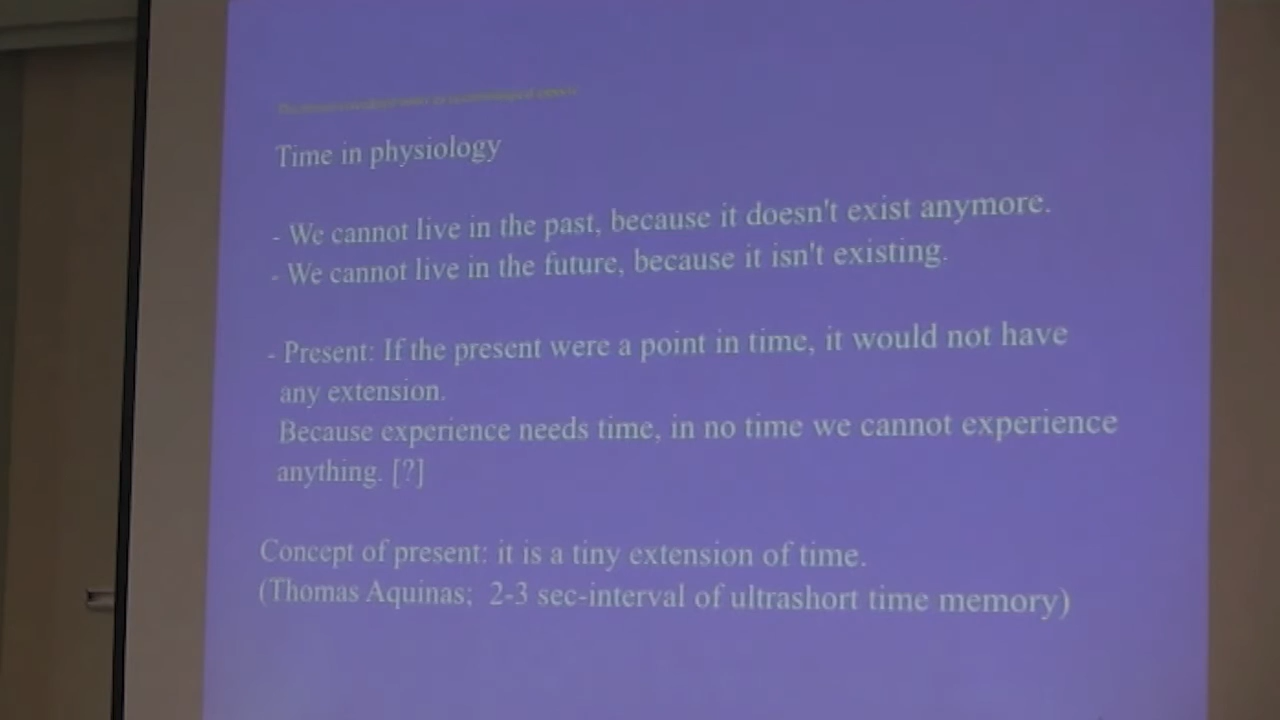 Time in physiology
- We cannot live in the past, because it doesn't exist anymore.
- We cannot live in the future, because it isn't existing.
- Present: If the present were a point in time, it would not have
any extension.
Because experience needs time, in no time we cannot experience
anything. [?]
Concept of present: it is a tiny extension of time.
(Thomas Aquinas; 2-3 sec-interval of ultrashort time memory)